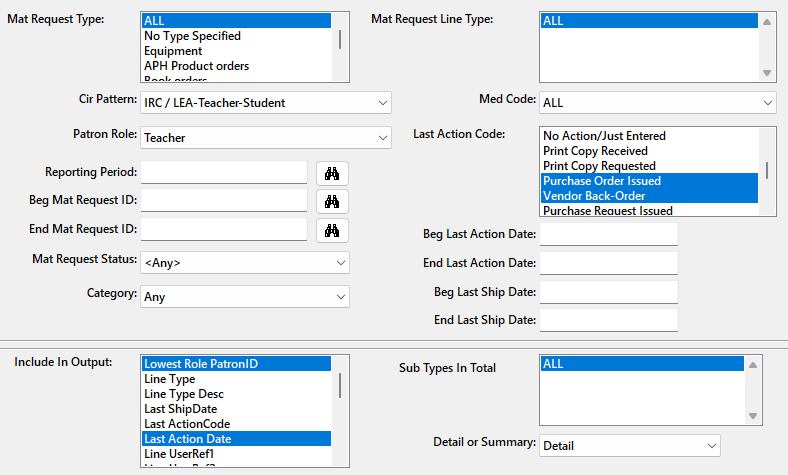 Mat Request Type:
ALL
No Type Specified
Equipment
APH Product orders
Book orders
Mat Request Line Type:
ALL
Cir Pattern:
IRC / LEA-Teacher-Student
Med Code:
ALL
Patron Role:
Teacher
Last Action Code:
No Action/Just Entered
Print Copy Received
Print Copy Requested
Purchase Order Issued
Vendor Back-Order
Purchase Request Issued
Reporting Period:
Beg Mat Request ID:
End Mat Request ID:
Beg Last Action Date:
Mat Request Status:
<Any>
End Last Action Date:
Category:
Any
Beg Last Ship Date:
End Last Ship Date:
Include In Output:
Lowest Role PatronID
Line Type
Line Type Desc
Last ShipDate
Last ActionCode
Last Action Date
Line UserRef1
Line UserRef2
Sub Types In Total
ALL
Detail or Summary:
Detail